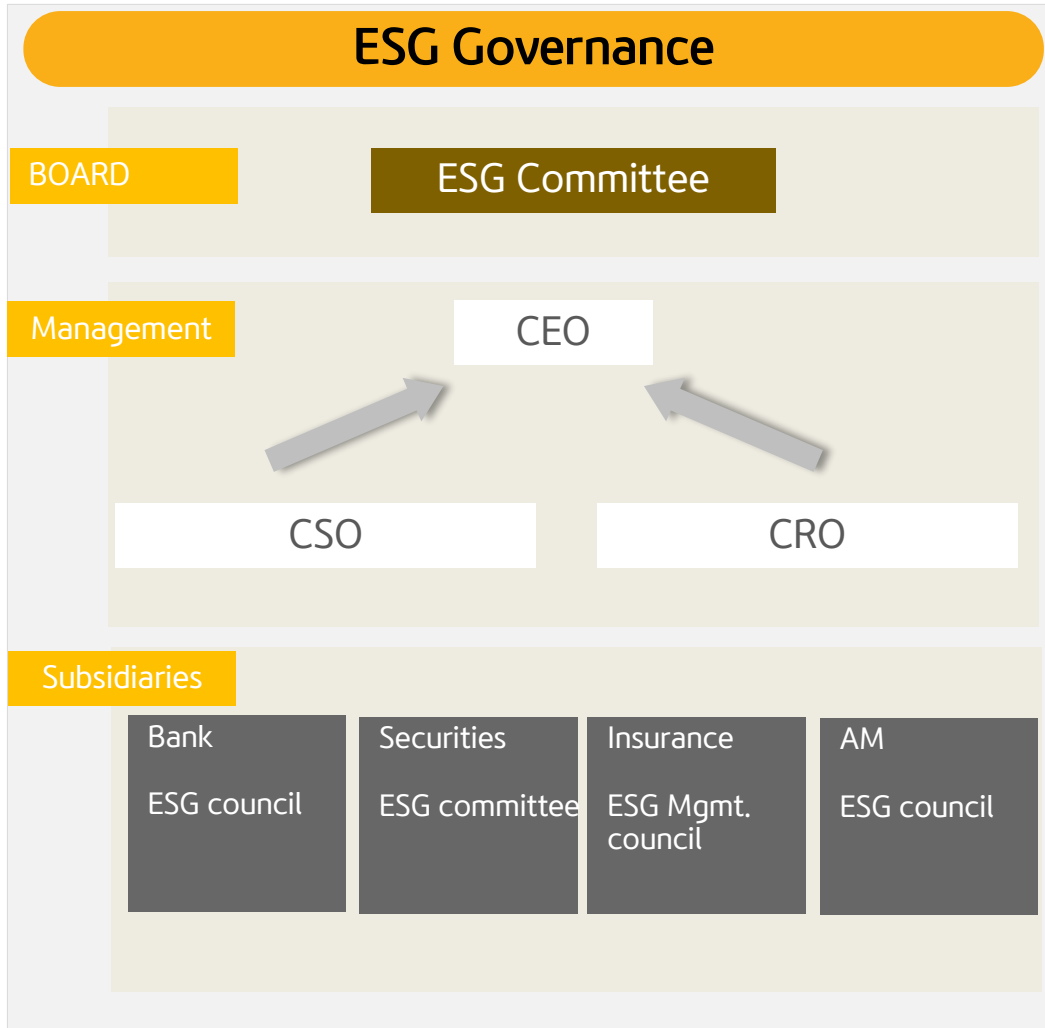 ESG Governance
BOARD
ESG Committee
Management
CEO
CSO
CRO
Subsidiaries
Bank
ESG council
Securities
ESG committee
Insurance
ESG Mgmt.
council
AM
ESG council